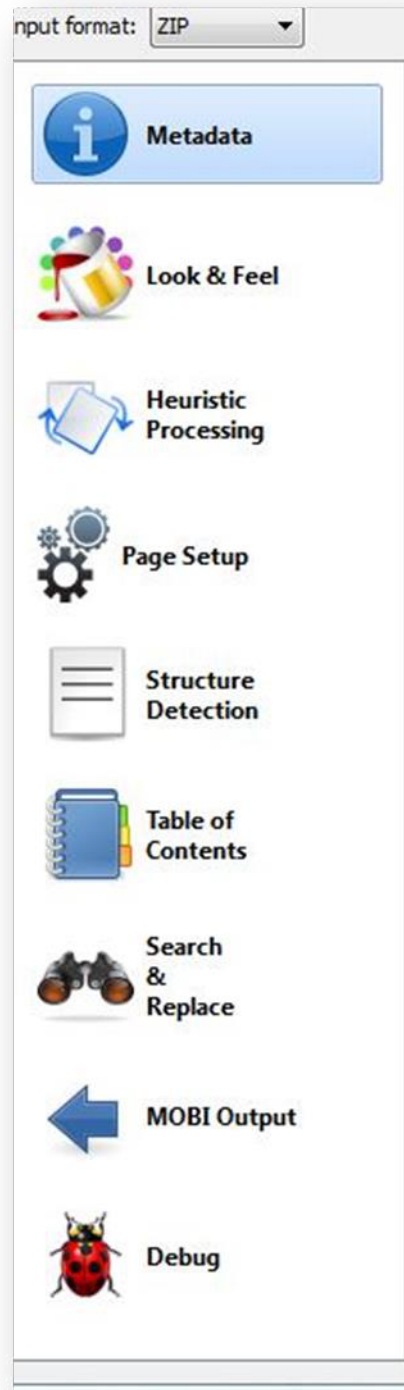 nput format: ZIP
Metadata
Look & Feel
Heuristic
Processing
Page Setup
Structure
Detection
Table of
Contents
Search
&
Replace
MOBI Output
Debug